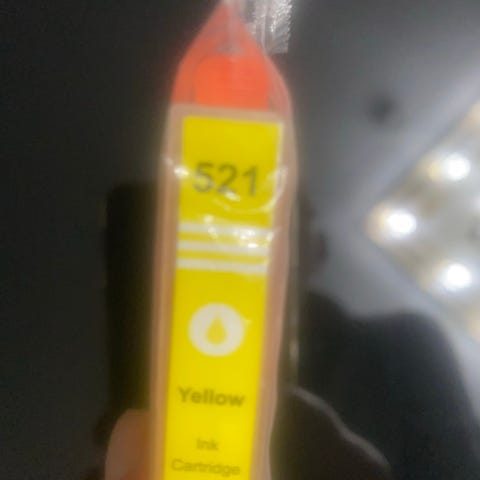 521
Yellow
Ink
Cartridge